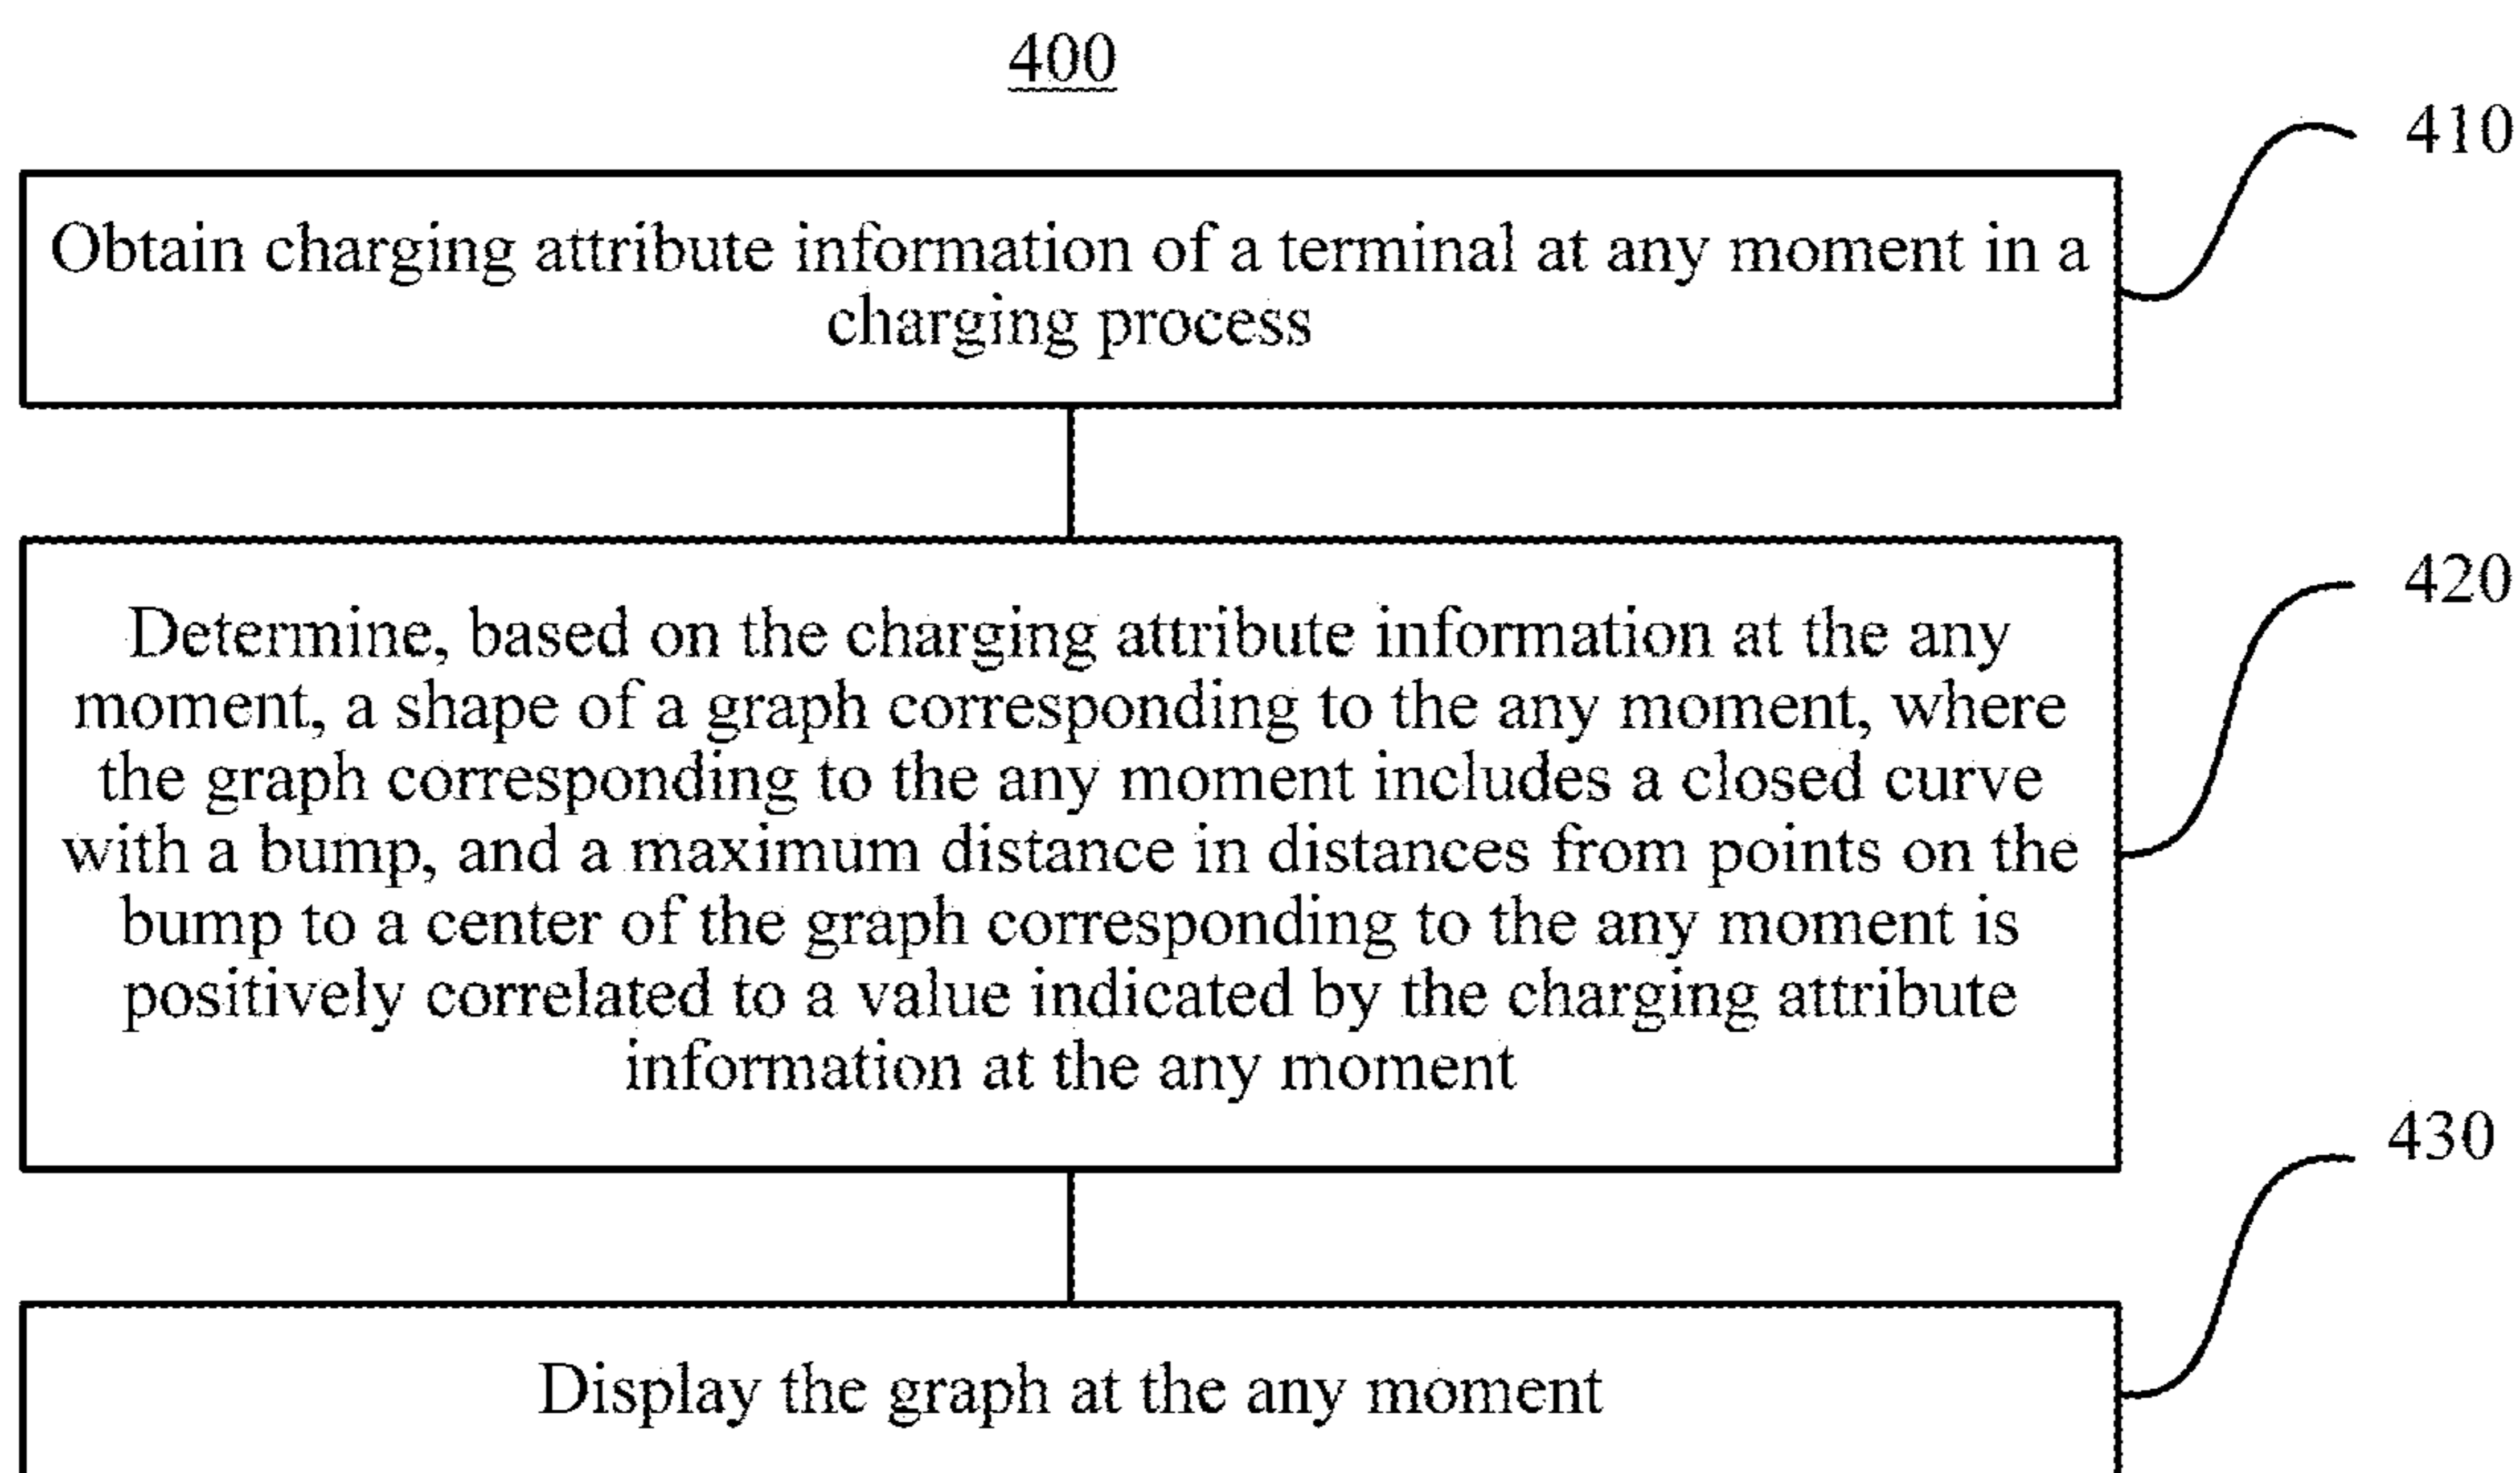 400
410
Obtain charging attribute information of a terminal at any moment in a
charging process
420
Determine, based on the charging attribute information at the any
moment, a shape of a graph corresponding to the any moment, where
the graph corresponding to the any moment includes a closed curve
with a bump, and a maximum distance in distances from points on the
bump to a center of the graph corresponding to the any moment is
positively correlated to a value indicated by the charging attribute
information at the any moment
430
Display the graph at the any moment